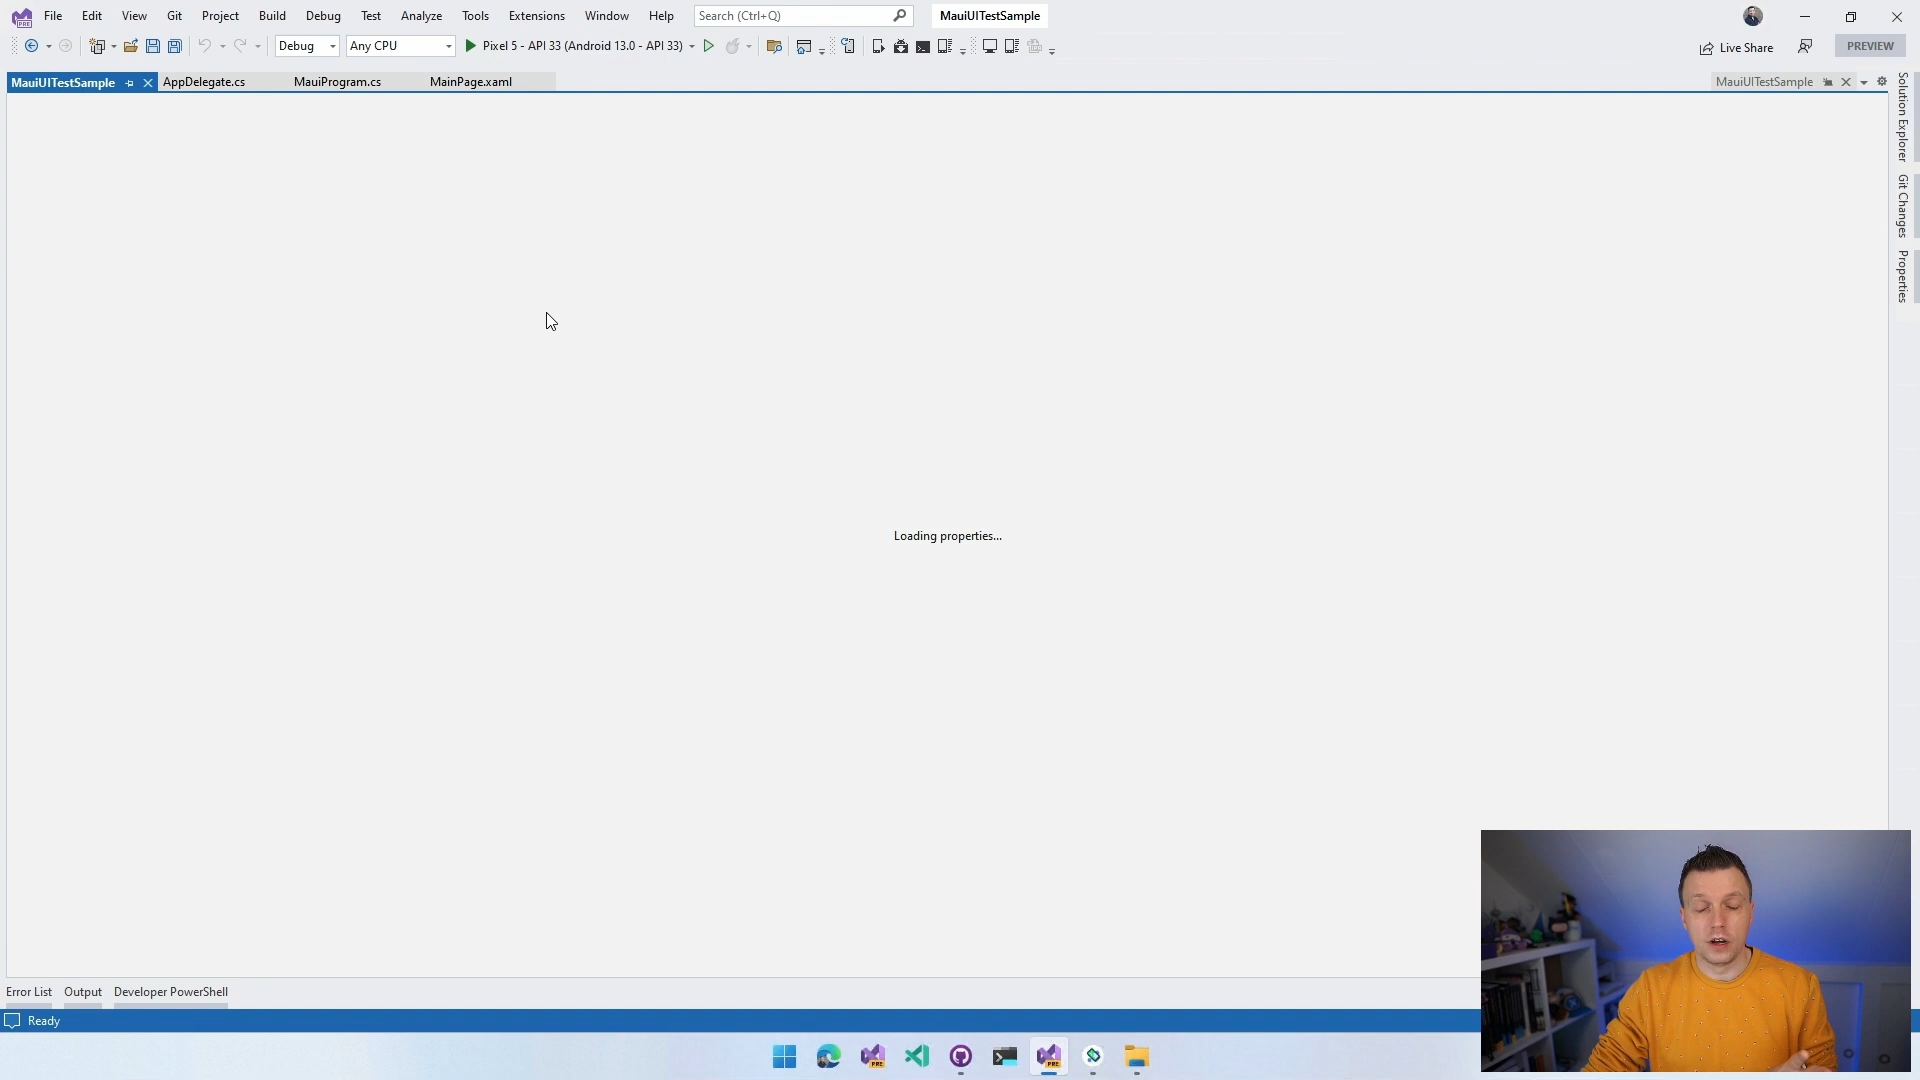 File Edit View Git Project Build Debug Test Analyze Tools Extensions Window Help Search (Ctrl+Q) MauiUITestSample
Debug Any CPU Pixel 5 - API 33 (Android 13.0 - API 33) Live Share PREVIEW
MauiUITestSample AppDelegate.cs MauiProgram.cs MainPage.xaml MauiUITestSample
Solution Explorer
Git Changes
Properties
Loading properties...
Error List Output Developer PowerShell
Ready